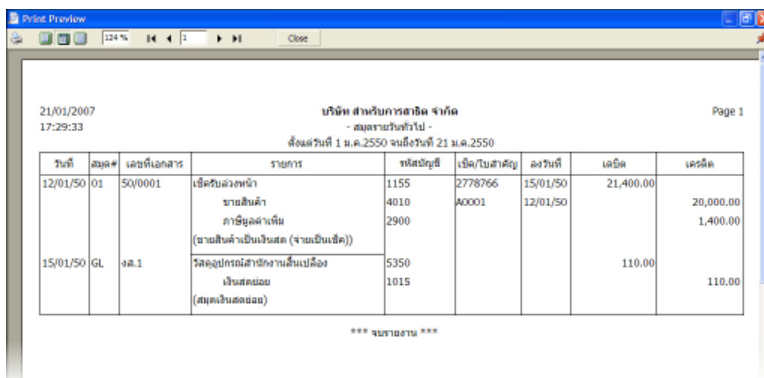 Print Preview
124 % 1 Close
21/01/2007 บริษัท สำหรับการสาธิต จำกัด Page 1
17:29:33 - สมุดรายวันทั่วไป -
ตั้งแต่วันที่ 1 ม.ค.2550 จนถึงวันที่ 21 ม.ค.2550
วันที่ สมุด# เลขที่เอกสาร รายการ รหัสบัญชี เช็ค/ใบสำคัญ ลงวันที่ เดบิต เครดิต
12/01/50 01 50/0001 เช็ครับล่วงหน้า 1155 2778766 15/01/50 21,400.00
ขายสินค้า 4010 A0001 12/01/50 20,000.00
ภาษีมูลค่าเพิ่ม 2900 1,400.00
(ขายสินค้าเป็นเงินสด (จ่ายเป็นเช็ค))
15/01/50 GL งส.1 วัสดุอุปกรณ์สำนักงานสิ้นเปลือง 5350 110.00
เงินสดย่อย 1015 110.00
(สมุดเงินสดย่อย)
*** จบรายงาน ***